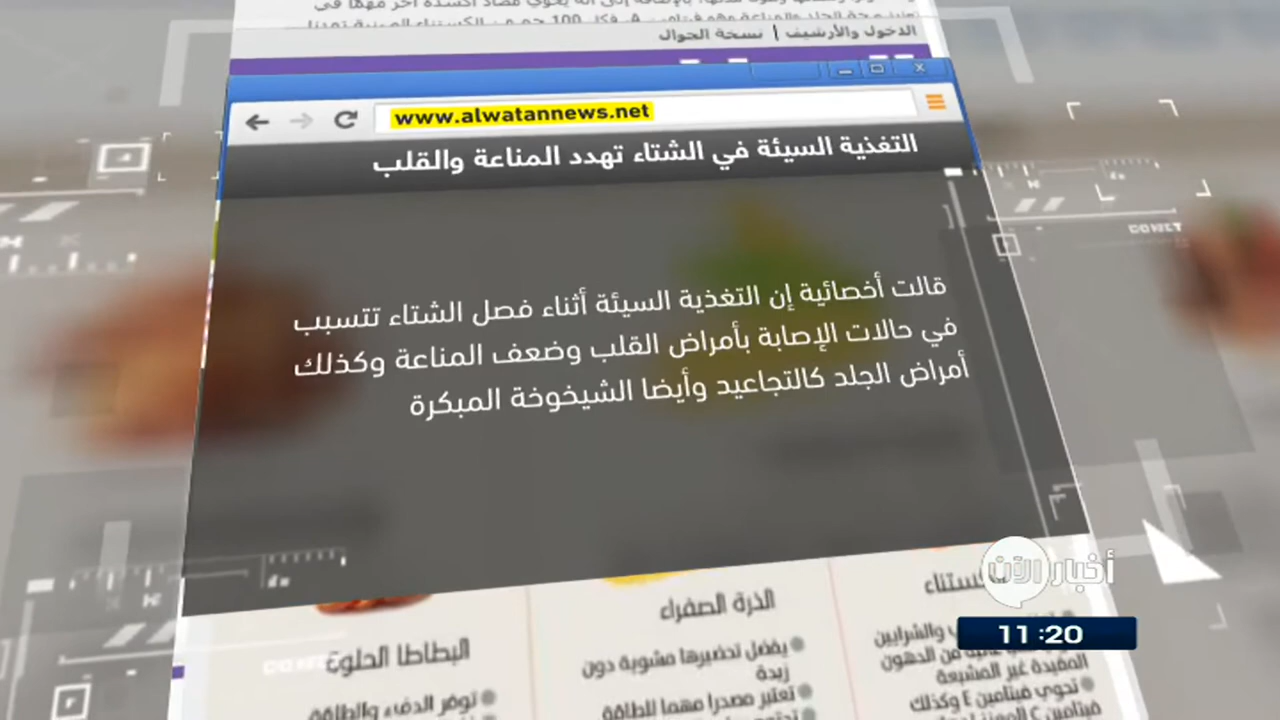 الدخول والأرشيف | نسخة الجوال
www.alwatannews.net
التغذية السيئة في الشتاء تهدد المناعة والقلب
قالت أخصائية إن التغذية السيئة أثناء فصل الشتاء تتسبب
في حالات الإصابة بأمراض القلب وضعف المناعة وكذلك
أمراض الجلد كالتجاعيد وأيضا الشيخوخة المبكرة
أخبار الآن
11:20
الذرة الصفراء
يفضل تحضيرها مشوية دون
زبدة
تعتبر مصدرا مهما للطاقة
البطاطا الحلوة
توفر الدفء والطاقة
والشرايين
من الدهون
المفيدة غير المشبعة
تحوي فيتامين E وكذلك